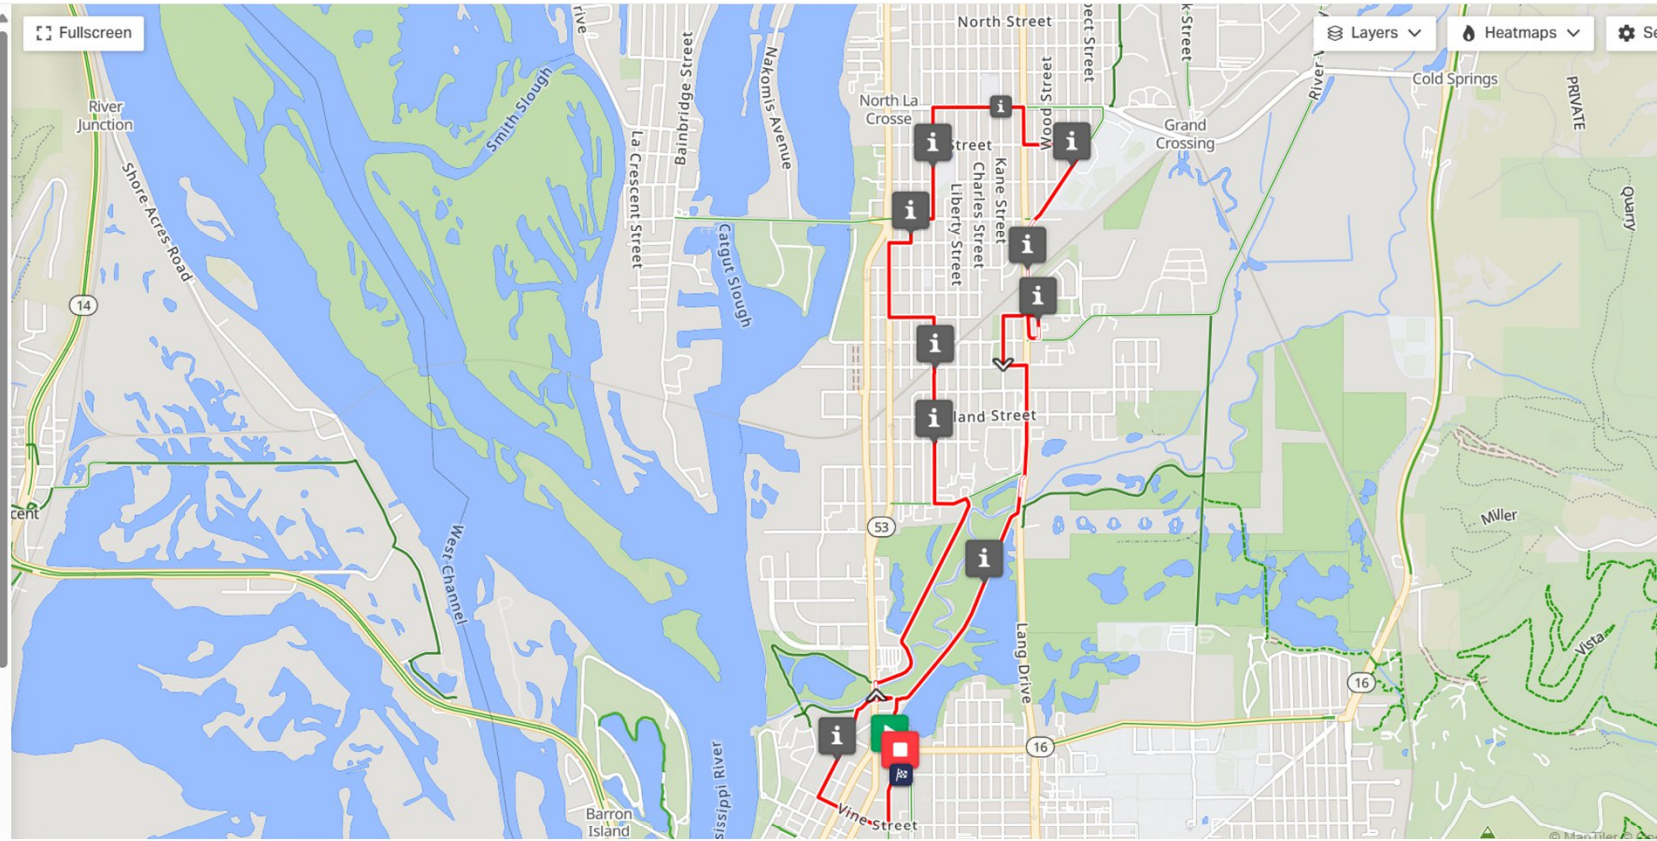 Fullscreen
Layers
Heatmaps
North Street
Cold Springs
River
Junction
Smith Slough
Bainbridge Street
Nakomis Avenue
North La
Crosse
Wood Street
Grand
Crossing
PRIVATE
Quarry
Street
Shore Acres Road
La Crescent Street
Catgut Slough
Liberty Street
Charles Street
Kane Street
14
land Street
cent
West Channel
53
Miller
Vista
Lang Drive
16
16
Vine Street
Barron
Island
ssissippi River
© MapTiler ©